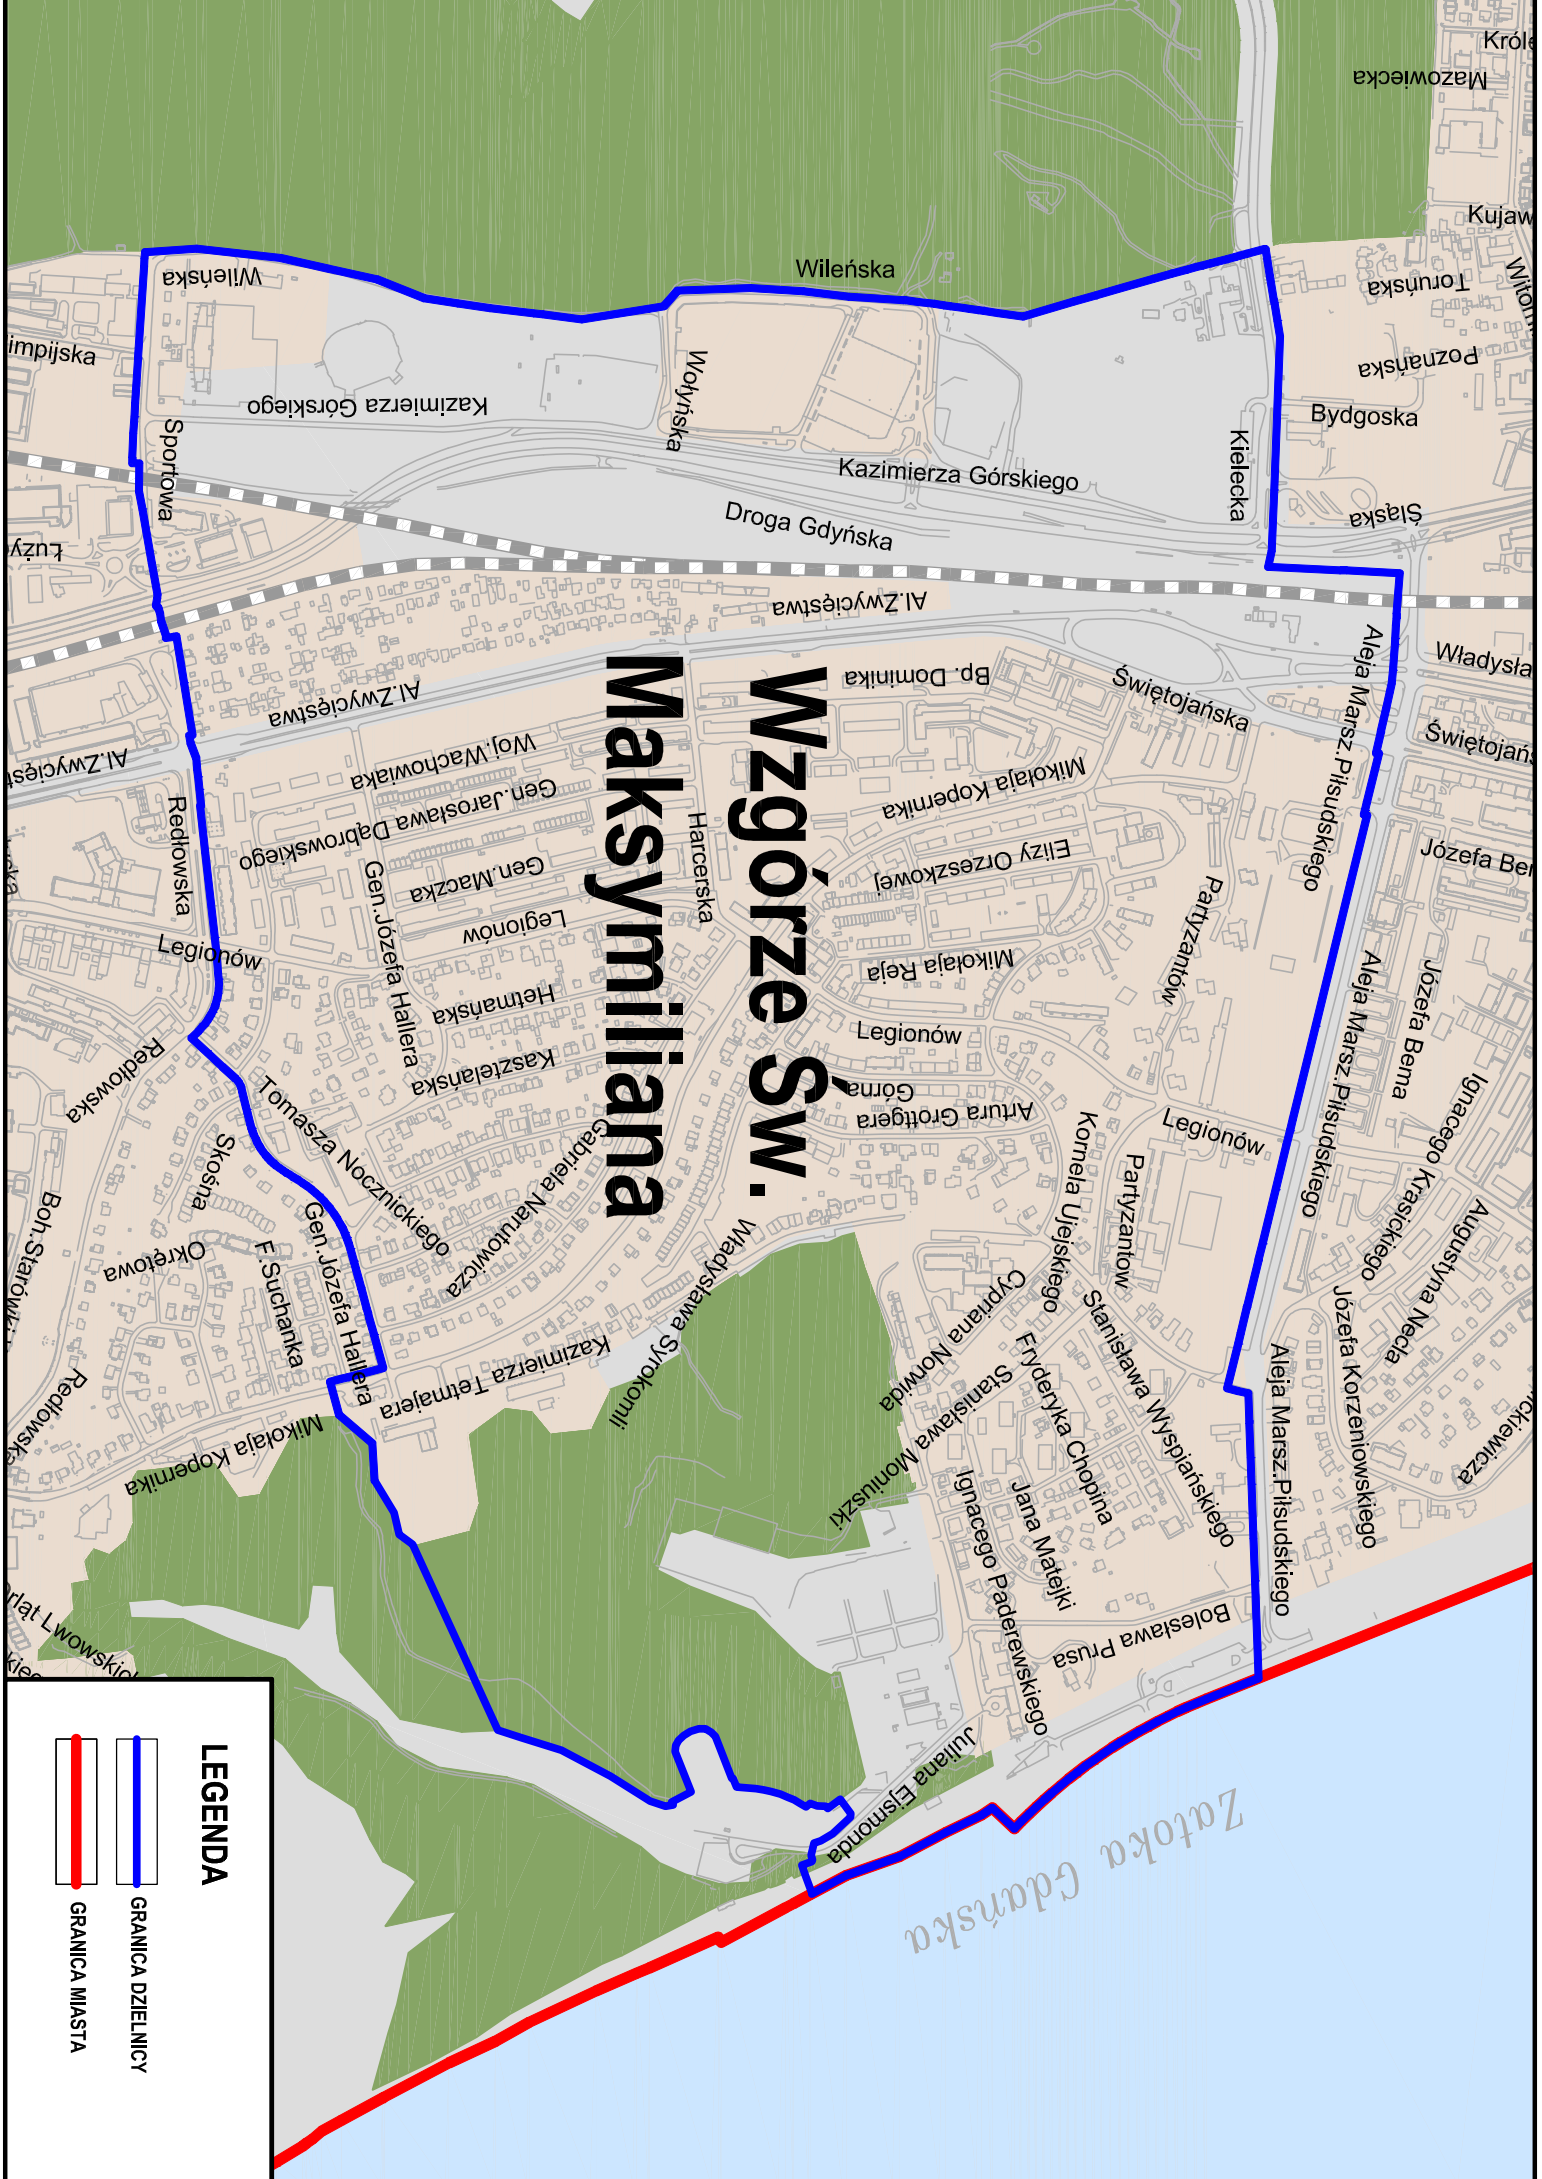 Wzgórze Św.
Maksymiliana
Mazowiecka
Toruńska
Poznańska
Bydgoska
Śląska
Wileńska
Wileńska
Kazimierza Górskiego
Wołyńska
Kazimierza Górskiego
Droga Gdyńska
Kielecka
Sportowa
Al.Zwycięstwa
Al.Zwycięstwa
Bp. Dominika
Świętojańska
Aleja Marsz.Piłsudskiego
Woj.Wachowiaka
Gen.Jarosława Dąbrowskiego
Gen.Maczka
Legionów
Gen.Józefa Hallera
Hetmańska
Kasztelańska
Harcerska
Mikołaja Kopernika
Elizy Orzeszkowej
Mikołaja Reja
Partyzantów
Legionów
Górna
Artura Grottgera
Kornela Ujejskiego
Partyzantów
Legionów
Aleja Marsz.Piłsudskiego
Józefa Berna
Ignacego Krasickiego
Augustyna Necla
Józefa Korzeniowskiego
Aleja Marsz.Piłsudskiego
Redłowska
Legionów
Redłowska
Tomasza Nocznickiego
Skośna
Okrętowa
F.Suchanka
Gen.Józefa Hallera
Gabriela Narutowicza
Władysława Syrokomli
Kazimierza Tetmajera
Mikołaja Kopernika
Redłowska
Cypriana Norwida
Stanisława Moniuszki
Fryderyka Chopina
Stanisława Wyspiańskiego
Jana Matejki
Ignacego Paderewskiego
Bolesława Prusa
Juliana Ejsmonda
Zatoka Gdańska
LEGENDA
GRANICA DZIELNICY
GRANICA MIASTA